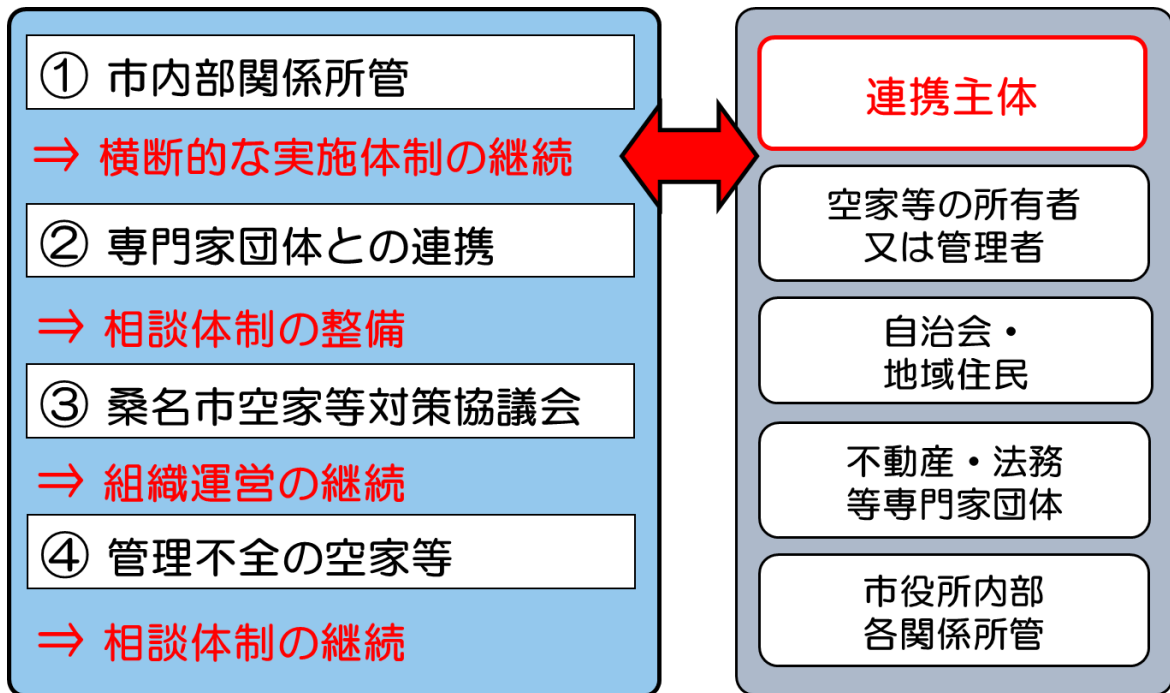 ① 市内部関係所管
⇒ 横断的な実施体制の継続
② 専門家団体との連携
⇒ 相談体制の整備
③ 桑名市空家等対策協議会
⇒ 組織運営の継続
④ 管理不全の空家等
⇒ 相談体制の継続
連携主体
空家等の所有者
又は管理者
自治会・
地域住民
不動産・法務
等専門家団体
市役所内部
各関係所管